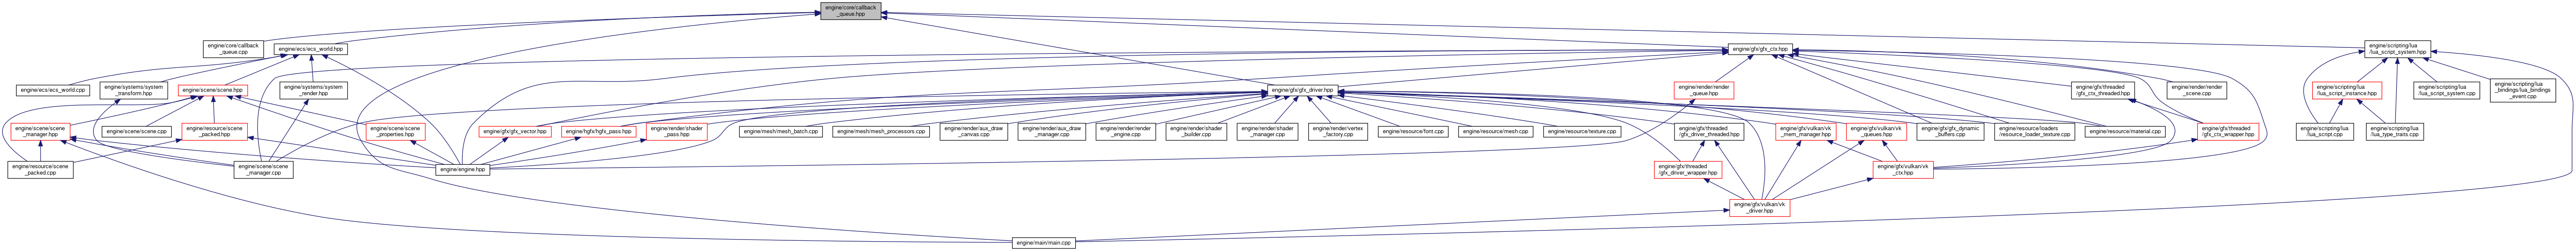 engine/core/callback
_queue.hpp
engine/core/callback
_queue.cpp
engine/ecs/ecs_world.hpp
engine/gfx/gfx_ctx.hpp
engine/scripting/lua
/lua_script_system.hpp
engine/ecs/ecs_world.cpp
engine/systems/system
_transform.hpp
engine/scene/scene.hpp
engine/systems/system
_render.hpp
engine/gfx/gfx_driver.hpp
engine/render/render
_queue.hpp
engine/gfx/threaded
/gfx_ctx_threaded.hpp
engine/render/render
_scene.cpp
engine/scripting/lua
/lua_script_instance.hpp
engine/scripting/lua
/lua_script_system.cpp
engine/scripting/lua
_bindings/lua_bindings
_event.cpp
engine/scene/scene
_manager.hpp
engine/scene/scene.cpp
engine/resource/scene
_packed.hpp
engine/scene/scene
_properties.hpp
engine/gfx/gfx_vector.hpp
engine/hgfx/hgfx_pass.hpp
engine/render/shader
_pass.hpp
engine/mesh/mesh_batch.cpp
engine/mesh/mesh_processors.cpp
engine/render/aux_draw
_canvas.cpp
engine/render/aux_draw
_manager.cpp
engine/render/render
_engine.cpp
engine/render/shader
_builder.cpp
engine/render/shader
_manager.cpp
engine/render/vertex
_factory.cpp
engine/resource/font.cpp
engine/resource/mesh.cpp
engine/resource/texture.cpp
engine/gfx/threaded
/gfx_driver_threaded.hpp
engine/gfx/vulkan/vk
_mem_manager.hpp
engine/gfx/vulkan/vk
_queues.hpp
engine/gfx/gfx_dynamic
_buffers.cpp
engine/resource/loaders
/resource_loader_texture.cpp
engine/resource/material.cpp
engine/gfx/threaded
/gfx_ctx_wrapper.hpp
engine/scripting/lua
/lua_script.cpp
engine/scripting/lua
/lua_type_traits.cpp
engine/resource/scene
_packed.cpp
engine/scene/scene
_manager.cpp
engine/engine.hpp
engine/gfx/threaded
/gfx_driver_wrapper.hpp
engine/gfx/vulkan/vk
_ctx.hpp
engine/gfx/vulkan/vk
_driver.hpp
engine/main/main.cpp